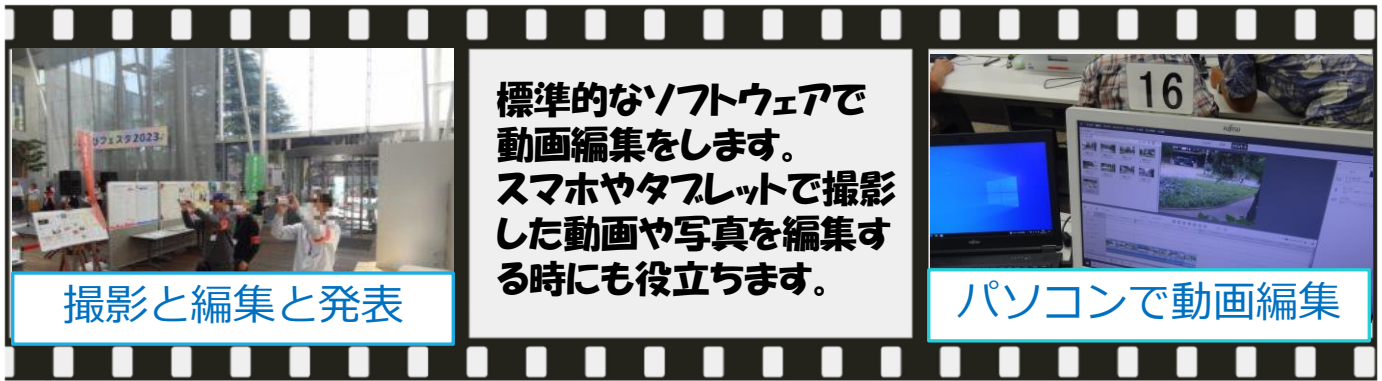 びフェスタ2023
撮影と編集と発表
標準的なソフトウェアで
動画編集をします。
スマホやタブレットで撮影
した動画や写真を編集す
る時にも役立ちます。
16
FUJITSU
パソコンで動画編集